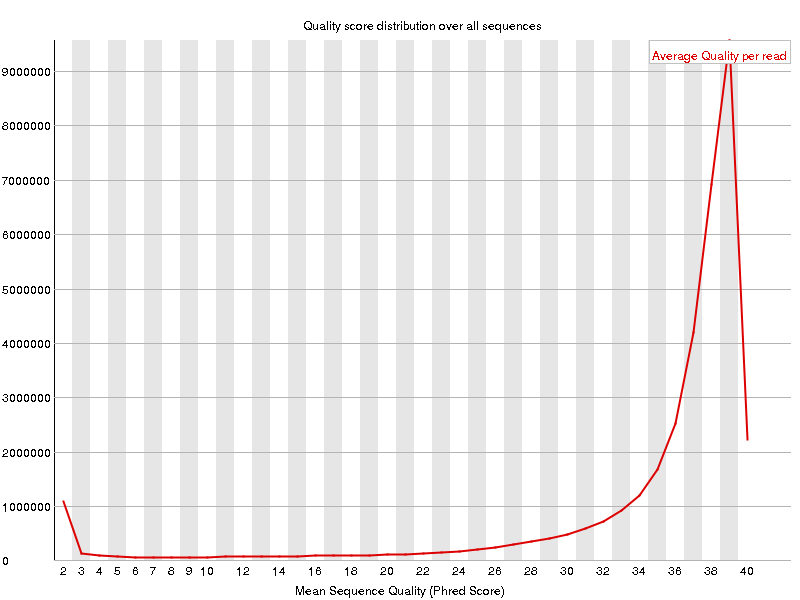 Quality score distribution over all sequences
Average Quality per read
9000000
8000000
7000000
6000000
5000000
4000000
3000000
2000000
1000000
0
2 3 4 5 6 7 8 9 10 12 14 16 18 20 22 24 26 28 30 32 34 36 38 40
Mean Sequence Quality (Phred Score)